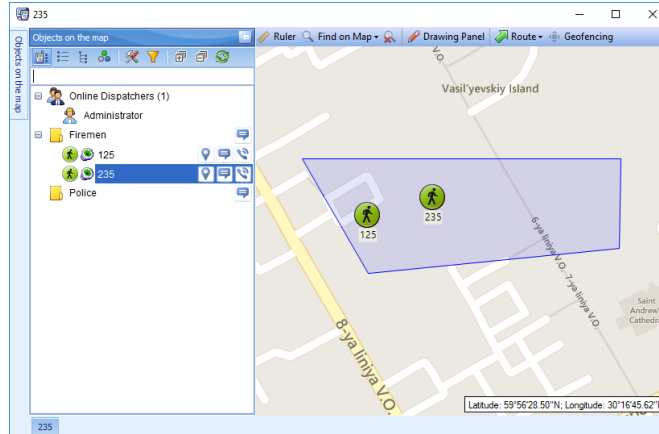 235
Objects on the map
Objects on the map
Ruler
Find on Map
Drawing Panel
Route
Geofencing
Online Dispatchers (1)
Administrator
Firemen
125
235
Police
V.O.
Vasil'yevskiy Island
235
125
6-ya liniya V.O. 7-ya liniya V.O.
Saint
Andrew's
Cathedral
8-ya liniya V.O.
Latitude: 59°56'28.50"N; Longitude: 30°16'45.62"
235